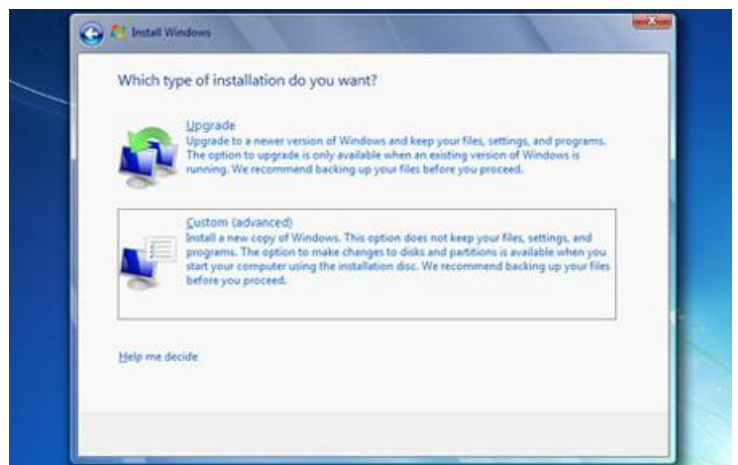 Install Windows
Which type of installation do you want?
Upgrade
Upgrade to a newer version of Windows and keep your files, settings, and programs.
The option to upgrade is only available when an existing version of Windows is
running. We recommend backing up your files before you proceed.
Custom (advanced)
Install a new copy of Windows. This option does not keep your files, settings, and
programs. The option to make changes to disks and partitions is available when you
start your computer using the installation disc. We recommend backing up your files
before you proceed.
Help me decide